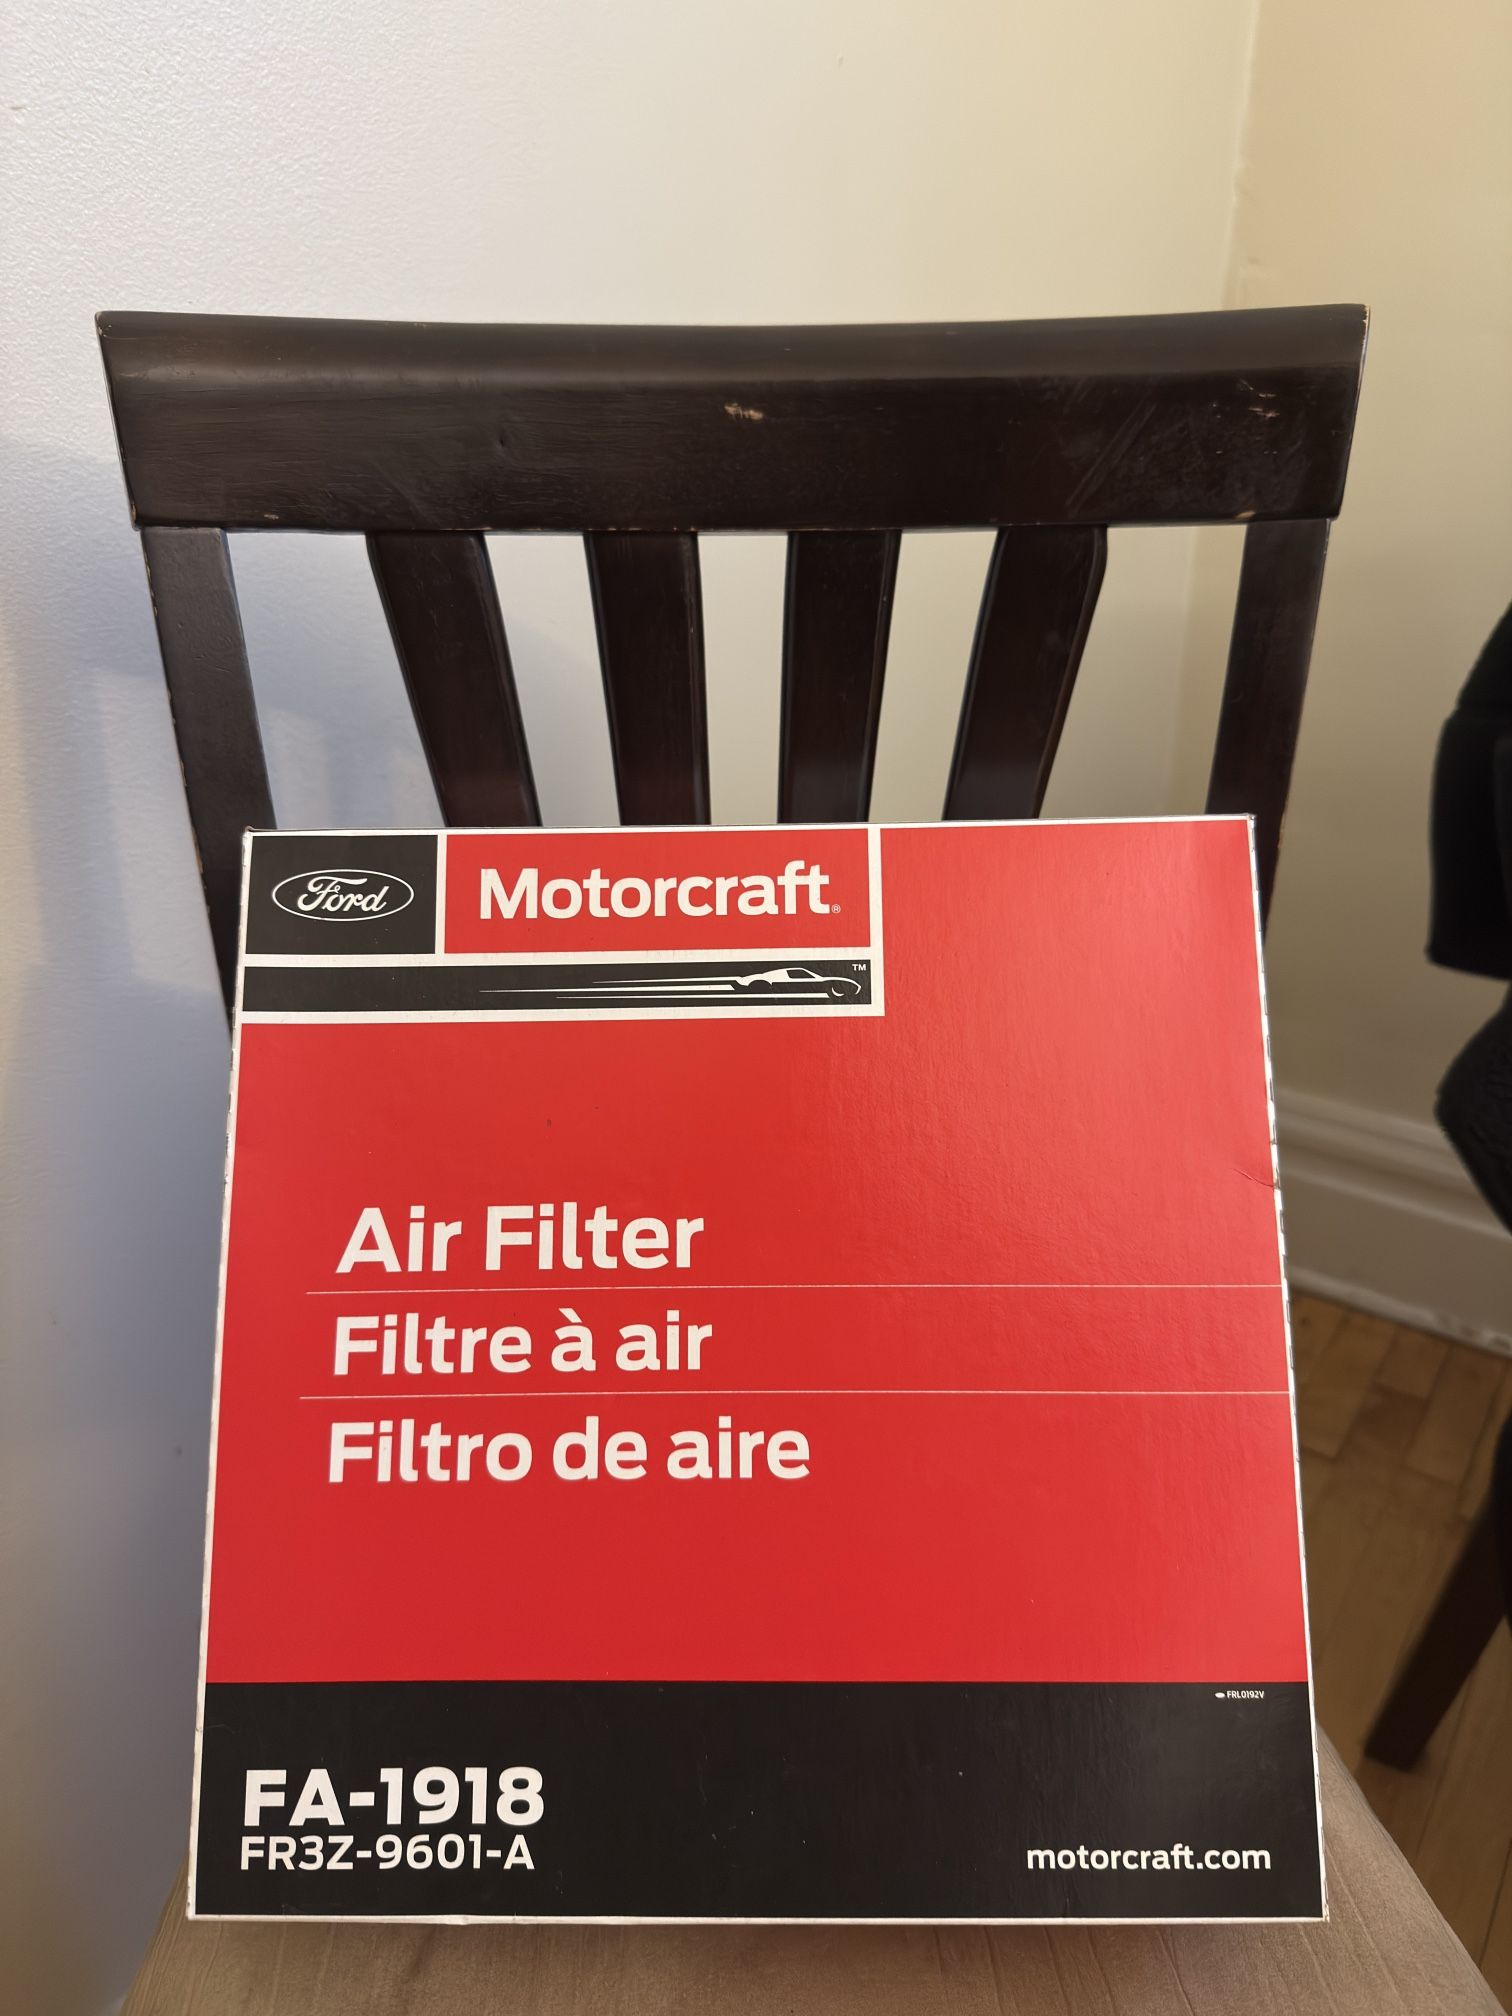 Ford
Motorcraft®
™
Air Filter
Filtre à air
Filtro de aire
FRL0192V
FA-1918
FR3Z-9601-A
motorcraft.com